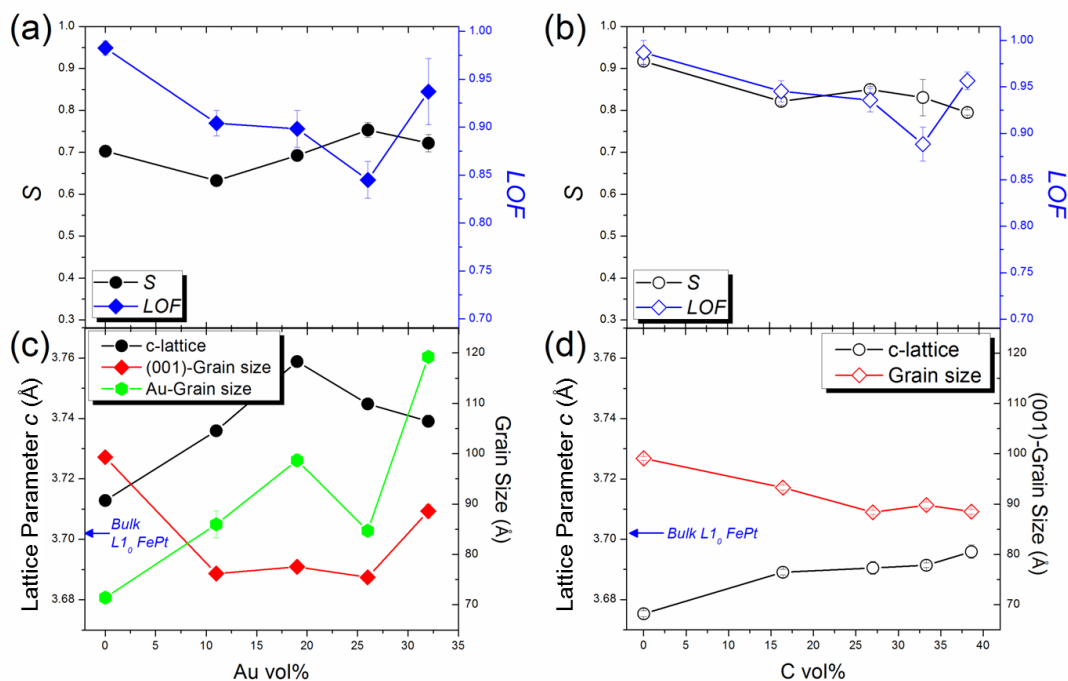 (a)
1.0
0.9
0.8
0.7
0.6
0.5
0.4
0.3
S
1.00
0.95
0.90
0.85
0.80
0.75
0.70
LOF
S
LOF
(b)
1.0
0.9
0.8
0.7
0.6
0.5
0.4
0.3
S
1.00
0.95
0.90
0.85
0.80
0.75
0.70
LOF
S
LOF
(c)
3.76
3.74
3.72
3.70
3.68
Lattice Parameter c (Å)
c-lattice
(001)-Grain size
Au-Grain size
Bulk
L1₀ FePt
120
110
100
90
80
70
Grain Size (Å)
0 5 10 15 20 25 30 35
Au vol%
(d)
3.76
3.74
3.72
3.70
3.68
Lattice Parameter c (Å)
c-lattice
Grain size
Bulk L1₀ FePt
120
110
100
90
80
70
(001)-Grain Size (Å)
0 5 10 15 20 25 30 35 40
C vol%